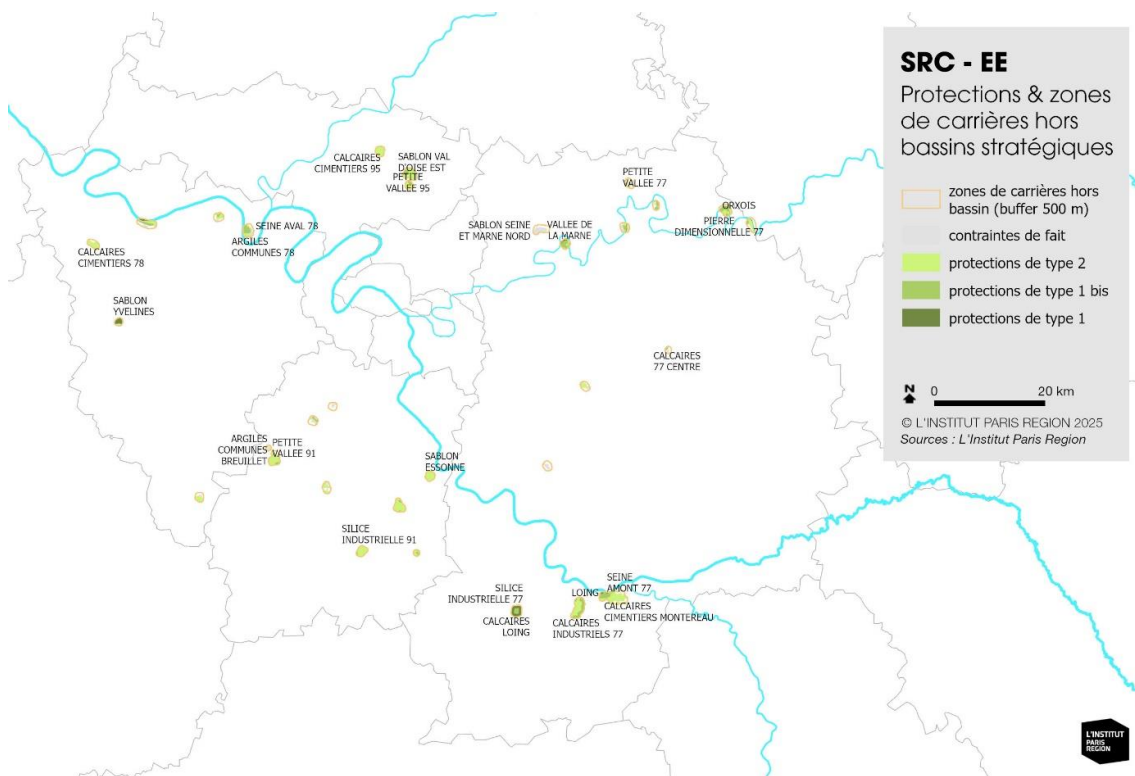 SRC - EE
Protections & zones
de carrières hors
bassins stratégiques
zones de carrières hors
bassin (buffer 500 m)
contraintes de fait
protections de type 2
protections de type 1 bis
protections de type 1
N
0
20 km
© L'INSTITUT PARIS REGION 2025
Sources : L'Institut Paris Region
CALCAIRES
CIMENTIERS 95
SABLON VAL
D'OISE EST
PETITE
VALLEE 95
PETITE
VALLEE 77
ORXOIS
SEINE AVAL 78
ARGILES
COMMUNES 78
SABLON SEINE
ET MARNE NORD
VALLEE DE
LA MARNE
PIERRE
DIMENSIONNELLE 77
CALCAIRES
CIMENTIERS 78
SABLON
YVELINES
CALCAIRES
77 CENTRE
ARGILES
COMMUNES
BREUILLET
PETITE
VALLEE 91
SABLON
ESSONNE
SILICE
INDUSTRIELLE 91
SILICE
INDUSTRIELLE 77
CALCAIRES
LOING
LOING
SEINE
AMONT 77
CALCAIRES
CIMENTIERS MONTEREAU
CALCAIRES
INDUSTRIELS 77
L'INSTITUT
PARIS
REGION